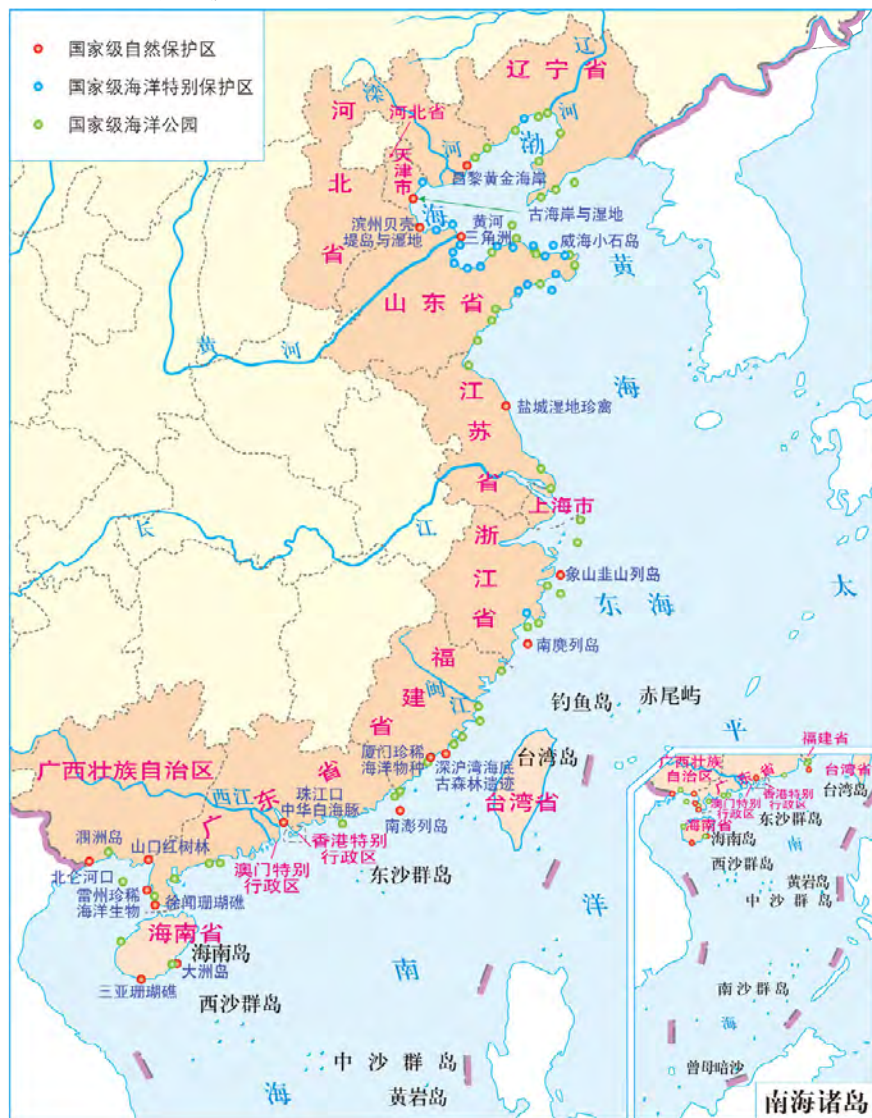 国家级自然保护区
国家级海洋特别保护区
国家级海洋公园
辽宁省
辽
河
滦
河
河北省
河北省
天津市
渤
海
昌黎黄金海岸
古海岸与湿地
滨州贝壳
堤岛与湿地
黄河
三角洲
威海小石岛
黄
海
山东省
黄
河
江苏省
盐城湿地珍禽
上海市
长
江
浙江省
象山韭山列岛
东海
太
平
洋
南麂列岛
福建省
闽
江
钓鱼岛
赤尾屿
台湾岛
台湾省
厦门珍稀
海洋物种
深沪湾海底
古森林遗迹
广西壮族自治区
西江
广东省
珠江口
中华白海豚
南澎列岛
香港特别
行政区
澳门特别
行政区
东沙群岛
涠洲岛
山口红树林
北仑河口
雷州珍稀
海洋生物
徐闻珊瑚礁
海南省
海南岛
大洲岛
三亚珊瑚礁
西沙群岛
南
海
中沙群岛
黄岩岛
福建省
广西壮族
自治区
广东省
台湾省
台湾岛
香港特别
行政区
澳门特别
行政区
东沙群岛
海南省
海南岛
南
西沙群岛
黄岩岛
中沙群岛
南沙群岛
海
曾母暗沙
南海诸岛